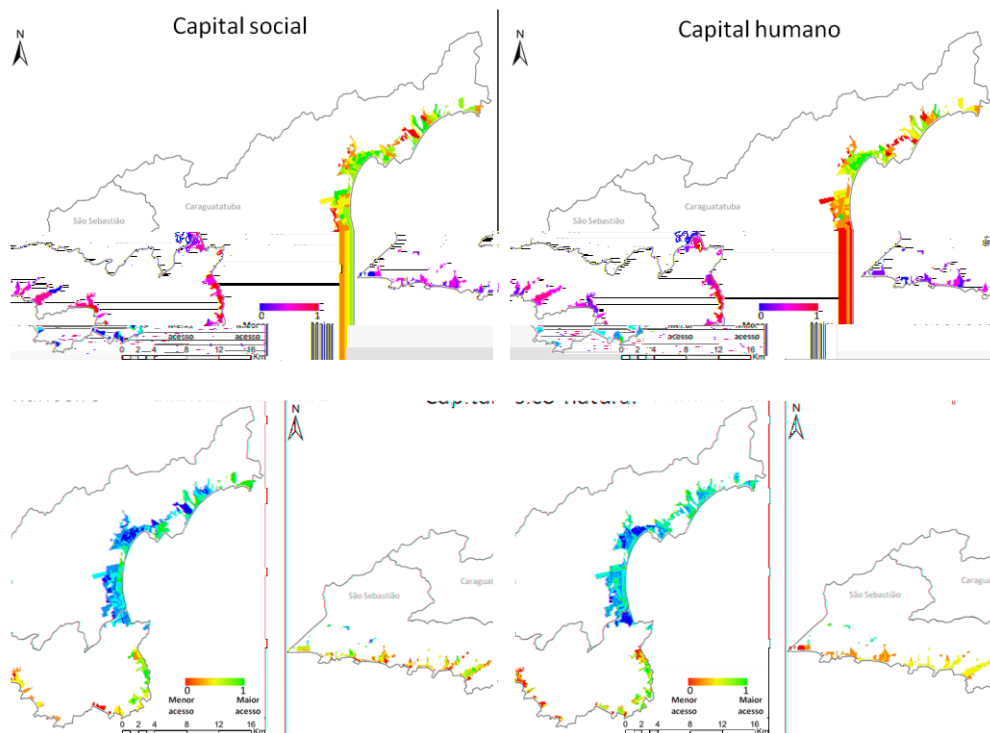 Capital social
Capital humano
N
N
Caraguatatuba
São Sebastião
Caraguatatuba
São Sebastião
0 1
0 1
acesso acesso
acesso acesso
0 2 4 8 12 16
Km
0 2 4 8 12 16
Km
N
N
Caraguata
São Sebastião
Caraguata
São Sebastião
0 1
Menor Maior
acesso acesso
0 2 4 8 12 16
0 1
Menor Maior
acesso acesso
0 2 4 8 12 16